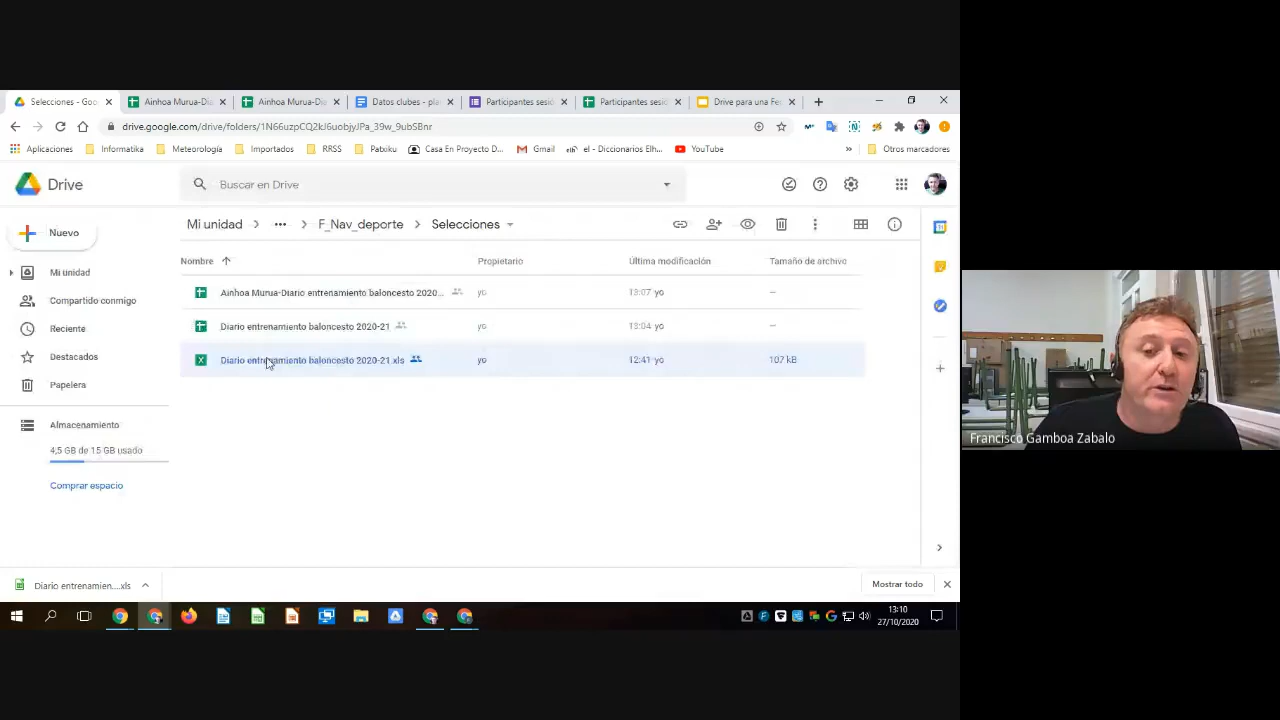 Selecciones - Goo
Ainhoa Murua-Dia
Ainhoa Murua-Dia
Datos clubes - pla
Participantes sesió
Participantes sesió
Drive para una Fe
drive.google.com/drive/folders/1N66uzpCQ2kJ6uobjyJPa_39w_9ubSBnr
Aplicaciones
Informatika
Meteorología
Importados
RRSS
Patxiku
Casa En Proyecto D...
Gmail
el - Diccionarios Elh...
YouTube
»
Otros marcadores
Drive
Buscar en Drive
Nuevo
Mi unidad
Compartido conmigo
Reciente
Destacados
Papelera
Almacenamiento
4,5 GB de 15 GB usado
Comprar espacio
Mi unidad > ... > F_Nav_deporte > Selecciones
Nombre Propietario Última modificación Tamaño de archivo
Ainhoa Murua-Diario entrenamiento baloncesto 2020... yo 13:07 yo —
Diario entrenamiento baloncesto 2020-21 yo 13:04 yo —
Diario entrenamiento baloncesto 2020-21.xls yo 12:41 yo 107 kB
Diario entrenamien....xls
Mostrar todo
13:10
27/10/2020
Francisco Gamboa Zabalo